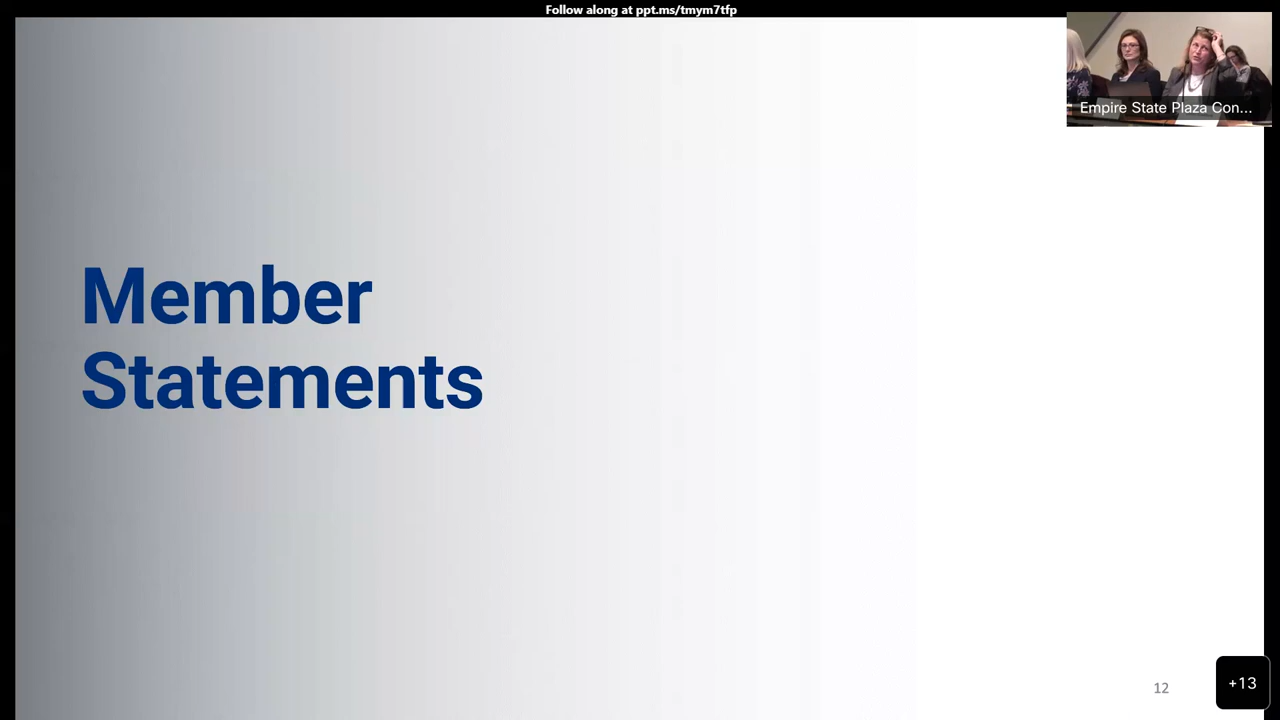 Follow along at ppt.ms/tmym7tfp
Empire State Plaza Con...
Member
Statements
12
+13